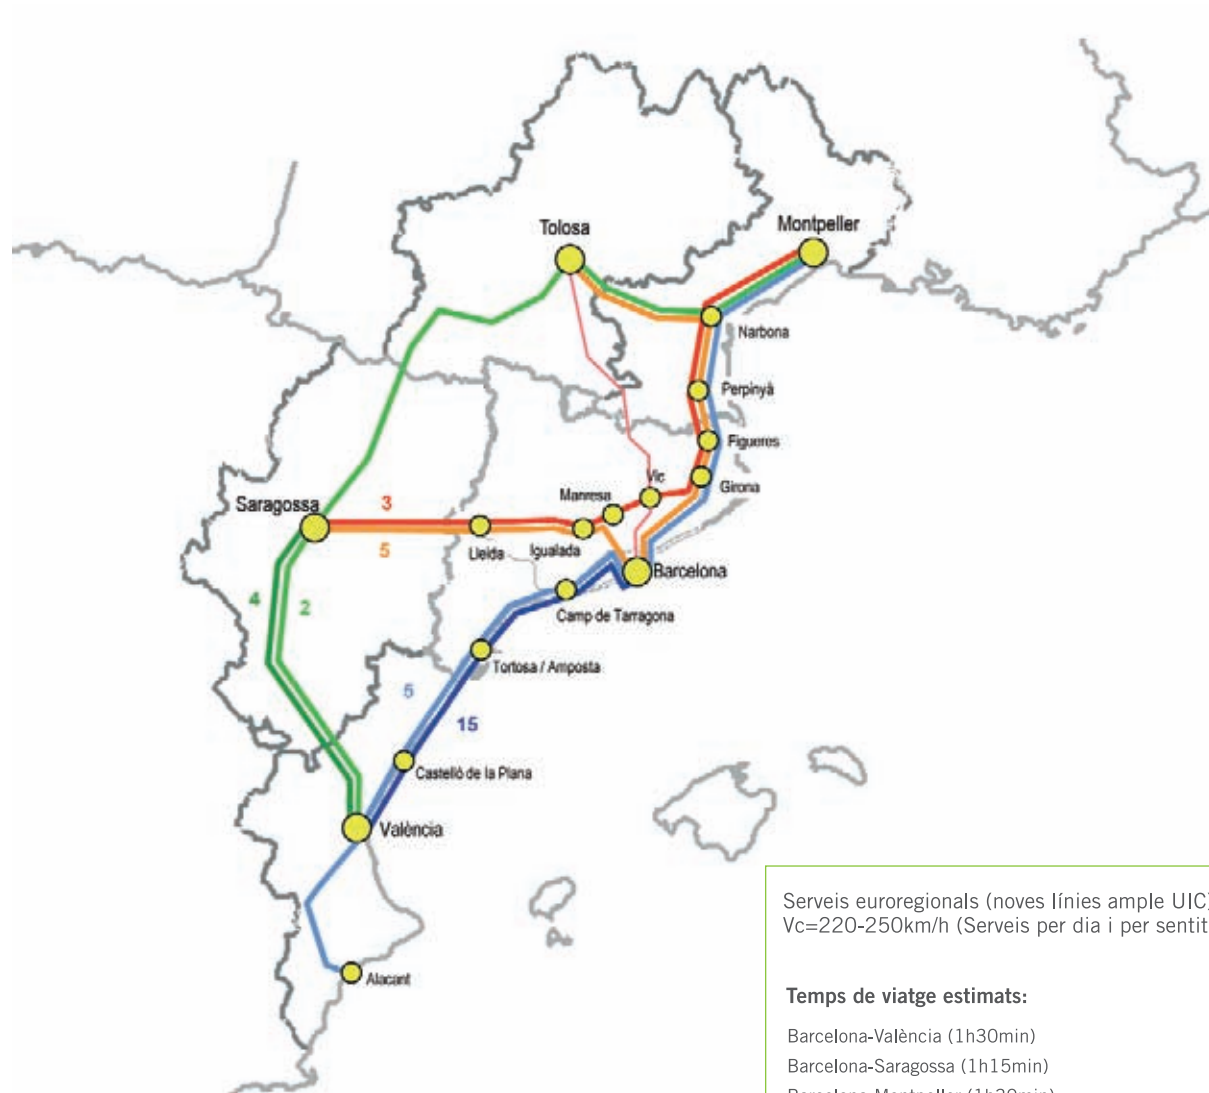 Tolosa
Montpeller
Narbona
Perpinyà
Figueres
Vic
Girona
Manresa
Saragossa
3
5
Lleida
Igualada
Barcelona
Camp de Tarragona
4
2
Tortosa / Amposta
5
15
Castelló de la Plana
València
Alacant
Serveis euroregionals (noves línies ample UIC)
Vc=220-250km/h (Serveis per dia i per sentit
Temps de viatge estimats:
Barcelona-València (1h30min)
Barcelona-Saragossa (1h15min)